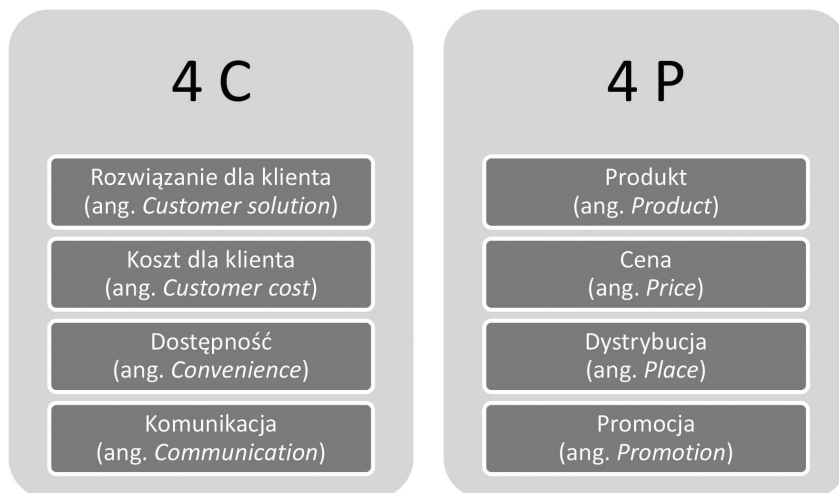 4 C
Rozwiązanie dla klienta
(ang. Customer solution)
Koszt dla klienta
(ang. Customer cost)
Dostępność
(ang. Convenience)
Komunikacja
(ang. Communication)
4 P
Produkt
(ang. Product)
Cena
(ang. Price)
Dystrybucja
(ang. Place)
Promocja
(ang. Promotion)